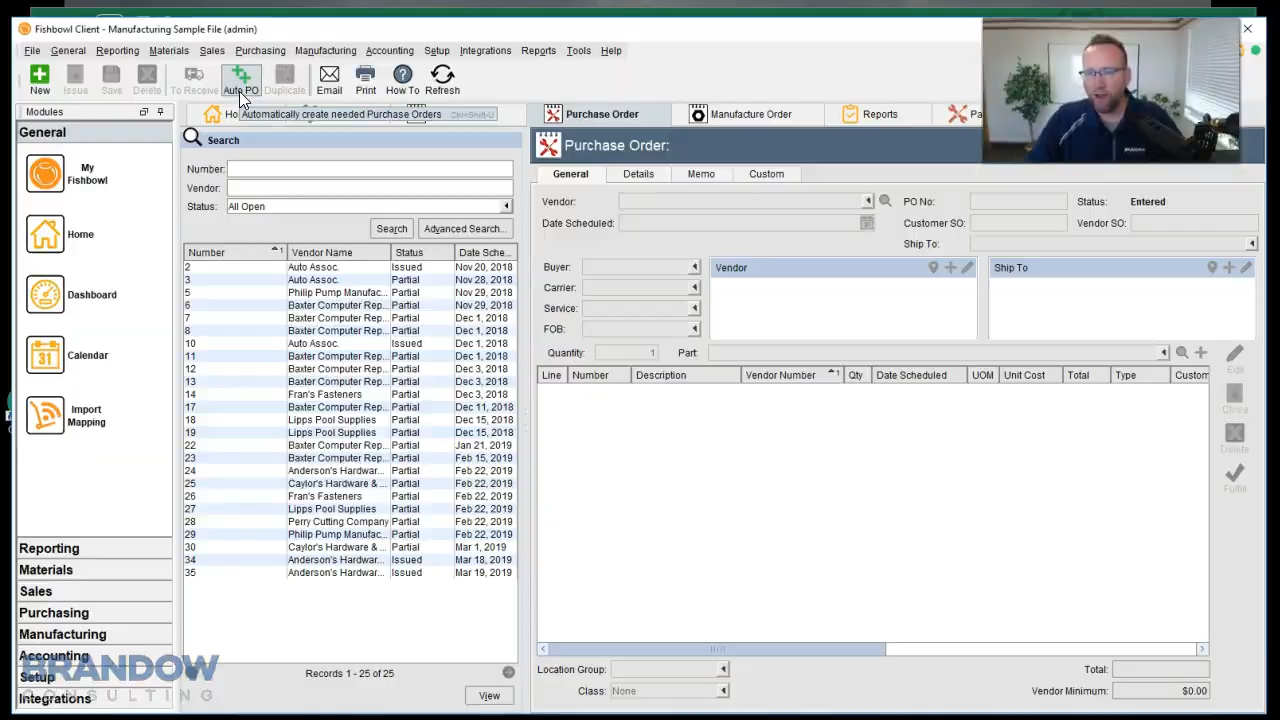 Fishbowl Client - Manufacturing Sample File (admin)
File General Reporting Materials Sales Purchasing Manufacturing Accounting Setup Integrations Reports Tools Help
New Issue Save Delete To Receive Auto PO Duplicate Email Print How To Refresh
Modules
Automatically create needed Purchase Orders Ctrl+Shift-U
Purchase Order Manufacture Order Reports
General
My Fishbowl
Home
Dashboard
Calendar
Import Mapping
Reporting
Materials
Sales
Purchasing
Manufacturing
Accounting
Setup
Integrations
BRANDOW
CONSULTING
Search
Number:
Vendor:
Status: All Open
Search Advanced Search...
Number 1 Vendor Name Status Date Sche...
2 Auto Assoc. Issued Nov 20, 2018
3 Auto Assoc. Partial Nov 28, 2018
5 Philip Pump Manufac... Partial Nov 29, 2018
6 Baxter Computer Rep... Partial Nov 29, 2018
7 Baxter Computer Rep... Partial Dec 1, 2018
8 Baxter Computer Rep... Partial Dec 1, 2018
10 Auto Assoc. Issued Dec 1, 2018
11 Baxter Computer Rep... Partial Dec 1, 2018
12 Baxter Computer Rep... Partial Dec 3, 2018
13 Baxter Computer Rep... Partial Dec 3, 2018
14 Fran's Fasteners Partial Dec 3, 2018
17 Baxter Computer Rep... Partial Dec 11, 2018
18 Lipps Pool Supplies Partial Dec 15, 2018
19 Lipps Pool Supplies Partial Dec 15, 2018
22 Baxter Computer Rep... Partial Jan 21, 2019
23 Baxter Computer Rep... Partial Feb 15, 2019
24 Anderson's Hardwar... Partial Feb 22, 2019
25 Caylor's Hardware & ... Partial Feb 22, 2019
26 Fran's Fasteners Partial Feb 22, 2019
27 Lipps Pool Supplies Partial Feb 22, 2019
28 Perry Cutting Company Partial Feb 22, 2019
29 Philip Pump Manufac... Partial Feb 22, 2019
30 Caylor's Hardware & ... Partial Mar 1, 2019
34 Anderson's Hardwar... Issued Mar 18, 2019
35 Anderson's Hardwar... Issued Mar 19, 2019
Records 1 - 25 of 25
View
Purchase Order:
General Details Memo Custom
Vendor: PO No: Status: Entered
Date Scheduled: Customer SO: Vendor SO:
Ship To:
Buyer: Vendor Ship To
Carrier:
Service:
FOB:
Quantity: 1 Part:
Line Number Description Vendor Number 1 Qty Date Scheduled UOM Unit Cost Total Type Custom
Edit
Delete
Fulfill
Location Group: Total:
Class: None Vendor Minimum: $0.00